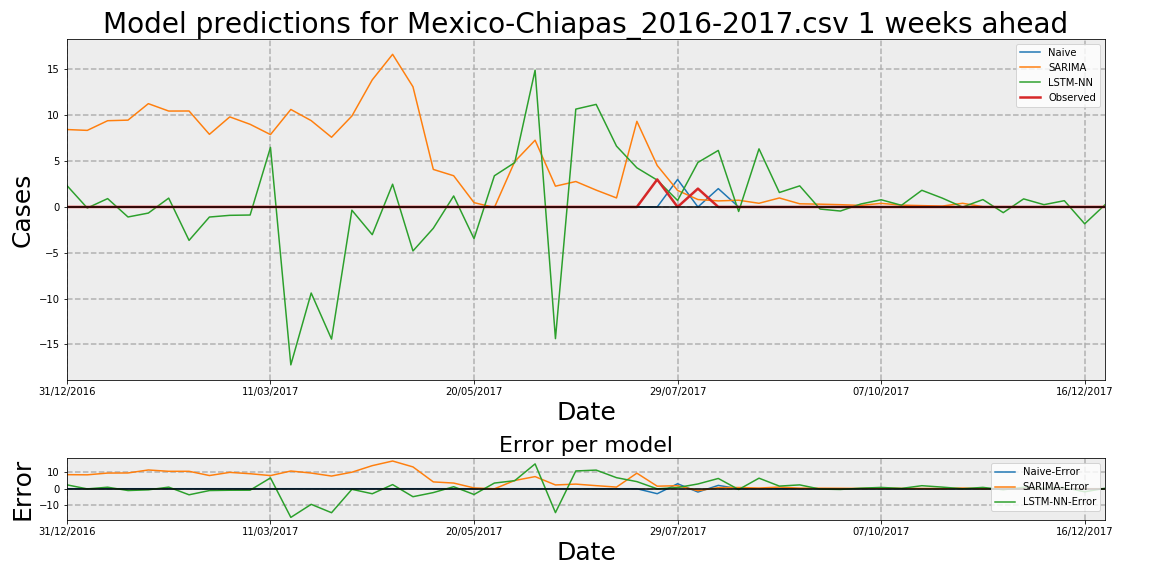 Model predictions for Mexico-Chiapas_2016-2017.csv 1 weeks ahead
Naive
SARIMA
LSTM-NN
Observed
Cases
15
10
5
0
−5
−10
−15
31/12/2016
11/03/2017
20/05/2017
29/07/2017
07/10/2017
16/12/2017
Date
Error per model
Naive-Error
SARIMA-Error
LSTM-NN-Error
Error
10
0
−10
31/12/2016
11/03/2017
20/05/2017
29/07/2017
07/10/2017
16/12/2017
Date